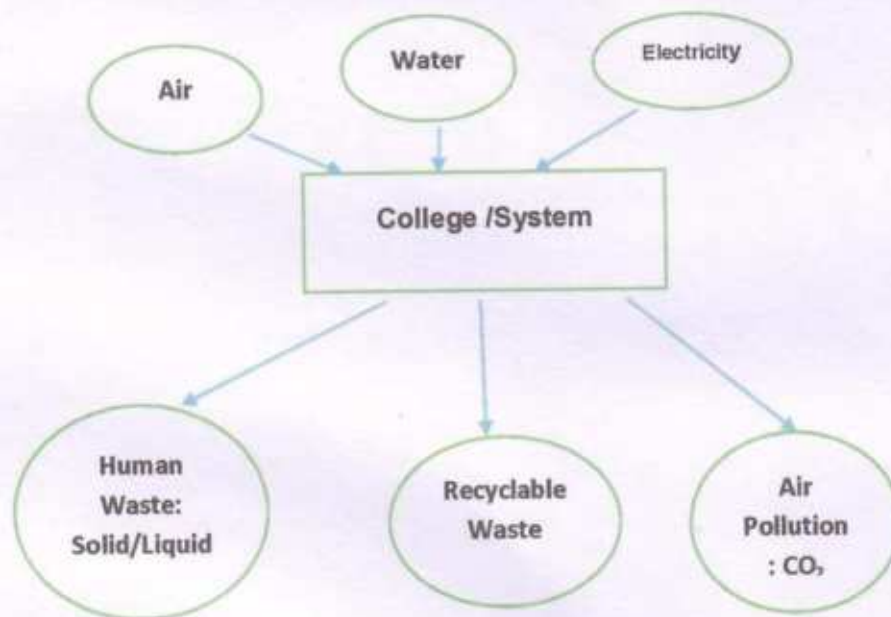 Air
Water
Electricity
College /System
Human
Waste:
Solid/Liquid
Recyclable
Waste
Air
Pollution
: CO₂